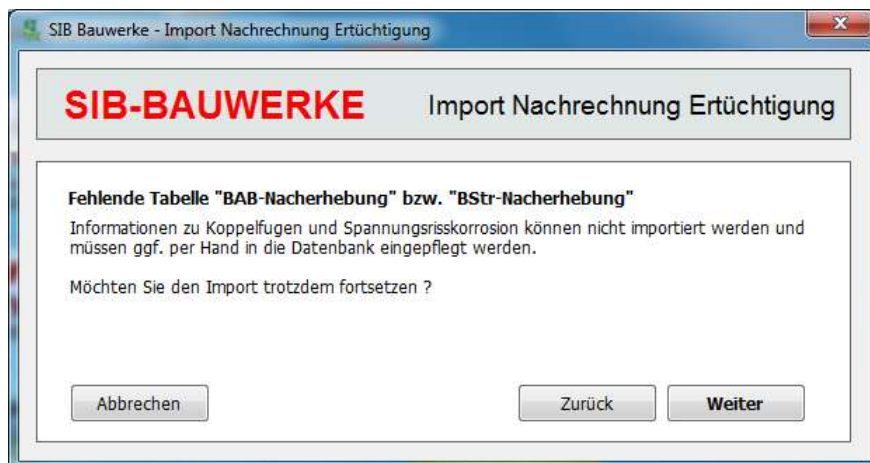 SIB Bauwerke - Import Nachrechnung Ertüchtigung
SIB-BAUWERKE Import Nachrechnung Ertüchtigung
Fehlende Tabelle "BAB-Nacherhebung" bzw. "BStr-Nacherhebung"
Informationen zu Koppelfugen und Spannungsrisskorrosion können nicht importiert werden und
müssen ggf. per Hand in die Datenbank eingepflegt werden.
Möchten Sie den Import trotzdem fortsetzen ?
Abbrechen Zurück Weiter